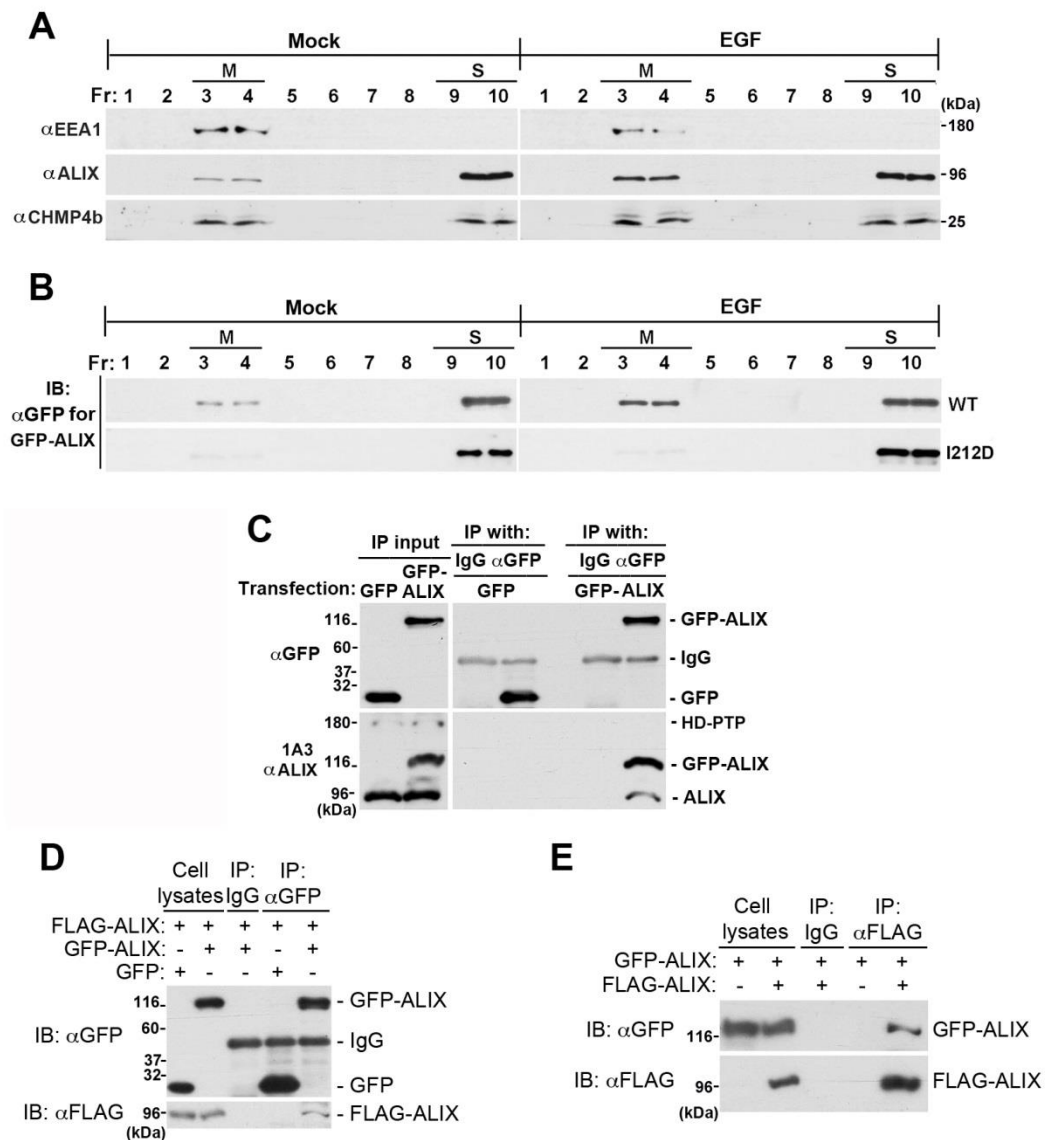 A
Mock EGF
M S M S
Fr: 1 2 3 4 5 6 7 8 9 10 1 2 3 4 5 6 7 8 9 10 (kDa)
αEEA1 -180
αALIX -96
αCHMP4b -25
B
Mock EGF
M S M S
Fr: 1 2 3 4 5 6 7 8 9 10 1 2 3 4 5 6 7 8 9 10
IB:
αGFP for
GFP-ALIX
WT
I212D
C
IP input IP with: IP with:
IgG αGFP IgG αGFP
Transfection: GFP GFP-ALIX GFP GFP-ALIX
αGFP
116-
60-
37-
32-
- GFP-ALIX
- IgG
- GFP
1A3
αALIX
180-
116-
96-
(kDa)
- HD-PTP
- GFP-ALIX
- ALIX
D
Cell lysates IP: IgG IP: αGFP
FLAG-ALIX: + + + + +
GFP-ALIX: - + + - +
GFP: + - - + -
IB: αGFP
116-
60-
37-
32-
- GFP-ALIX
- IgG
- GFP
IB: αFLAG 96- - FLAG-ALIX
(kDa)
E
Cell lysates IP: IgG IP: αFLAG
GFP-ALIX: + + + + +
FLAG-ALIX: - + + - +
IB: αGFP 116- GFP-ALIX
IB: αFLAG 96- FLAG-ALIX
(kDa)